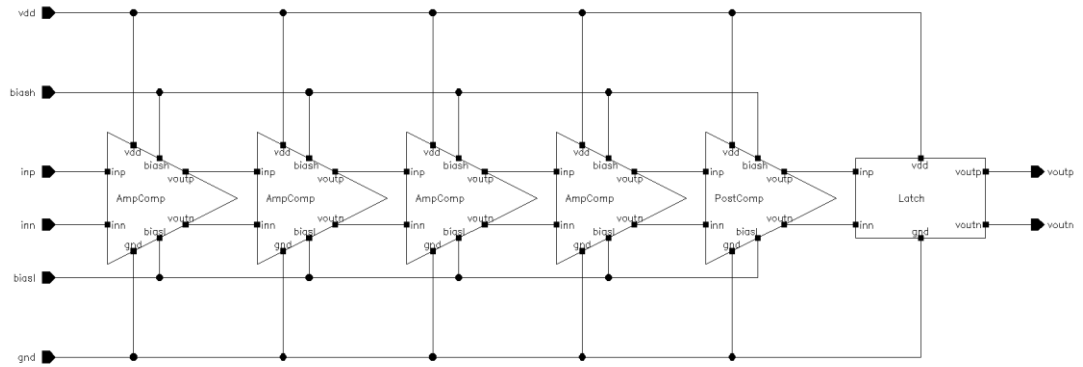 vdd
biash
vdd biash voutp
vdd biash voutp
vdd biash voutp
vdd biash voutp
vdd biash voutp
vdd
inp inp inp inp inp inp inp voutp voutp
AmpComp AmpComp AmpComp AmpComp PostComp Latch
inn inn inn inn inn inn inn voutn voutn
gnd biasl voutn
gnd biasl voutn
gnd biasl voutn
gnd biasl voutn
gnd biasl voutn
gnd
biasl
gnd